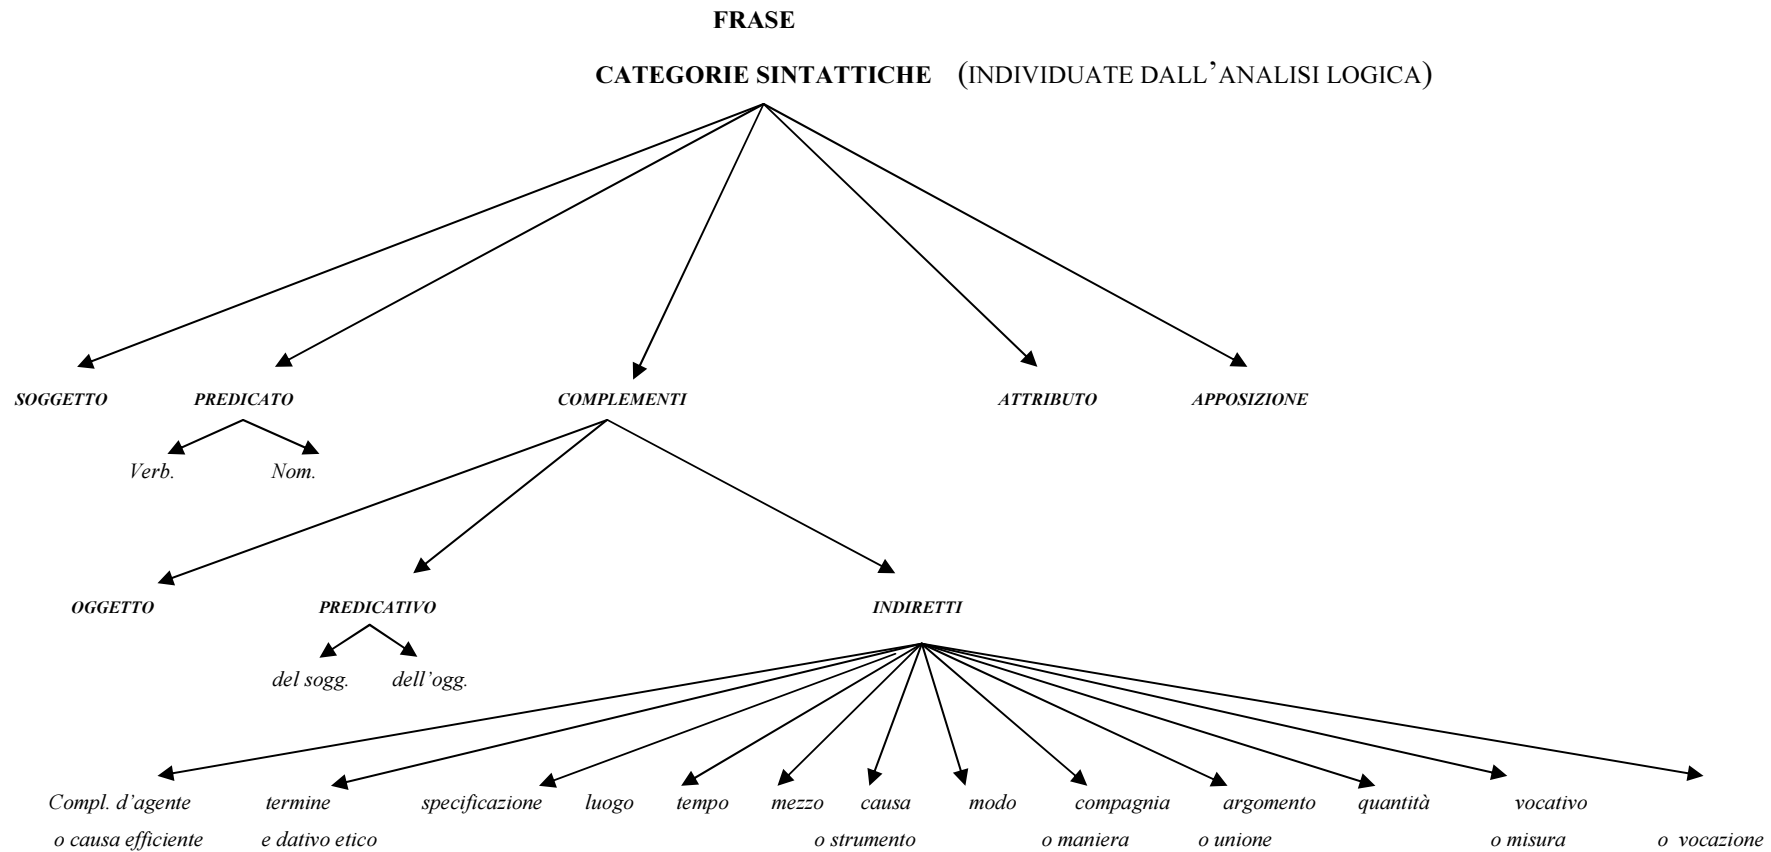 FRASE
CATEGORIE SINTATTICHE (INDIVIDUATE DALL’ANALISI LOGICA)
SOGGETTO PREDICATO COMPLEMENTI ATTRIBUTO APPOSIZIONE
Verb. Nom.
OGGETTO PREDICATIVO INDIRETTI
del sogg. dell’ogg.
Compl. d’agente termine specificazione luogo tempo mezzo causa modo compagnia argomento quantità vocativo
o causa efficiente e dativo etico o strumento o maniera o unione o misura o vocazione